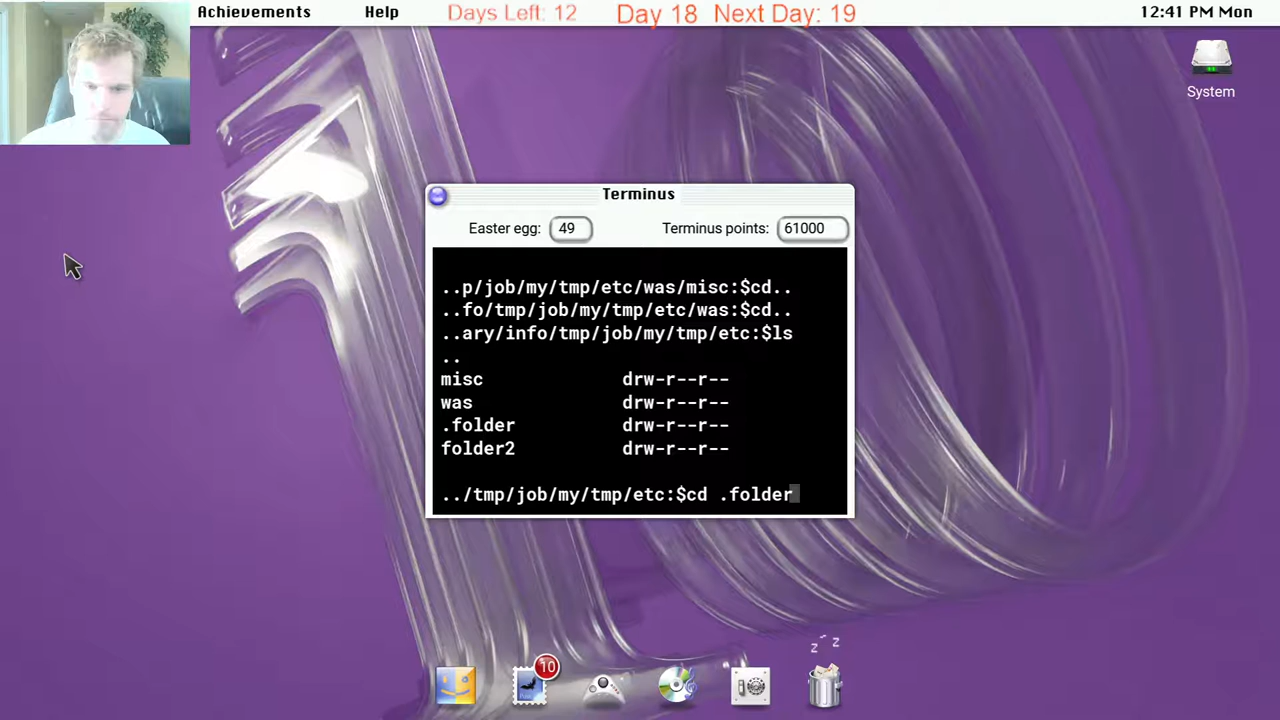 Achievements Help Days Left: 12 Day 18 Next Day: 19 12:41 PM Mon
System
Terminus
Easter egg: 49 Terminus points: 61000
..p/job/my/tmp/etc/was/misc:$cd..
..fo/tmp/job/my/tmp/etc/was:$cd..
..ary/info/tmp/job/my/tmp/etc:$ls
..
misc drw-r--r--
was drw-r--r--
.folder drw-r--r--
folder2 drw-r--r--
../tmp/job/my/tmp/etc:$cd .folder
z z
10